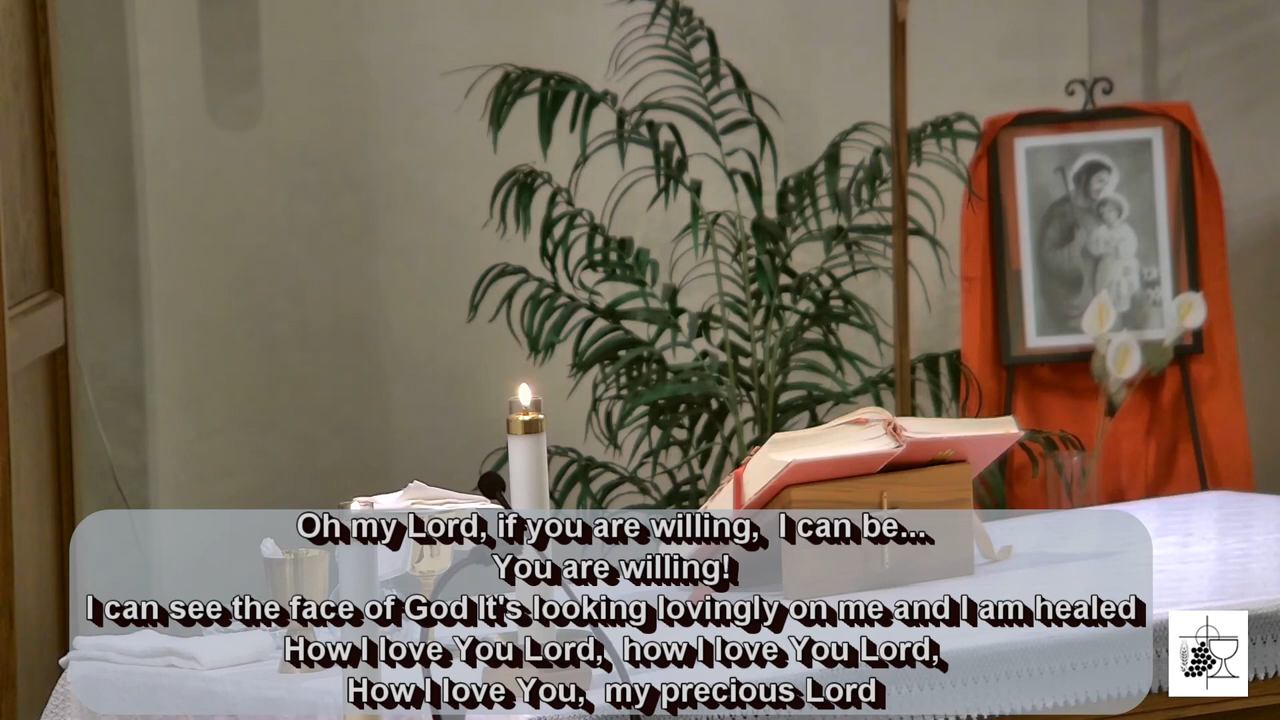 Oh my Lord, if you are willing,  I can be...
You are willing!
I can see the face of God It's looking lovingly on me and I am healed
How I love You Lord,  how I love You Lord,
How I love You,  my precious Lord